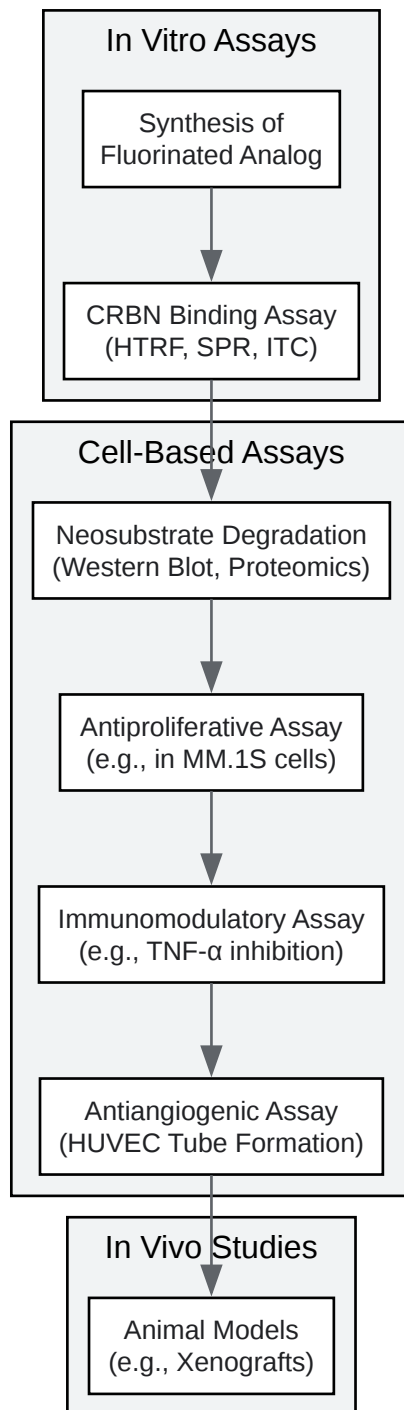 In Vitro Assays
Synthesis of
Fluorinated Analog
CRBN Binding Assay
(HTRF, SPR, ITC)
Cell-Based Assays
Neosubstrate Degradation
(Western Blot, Proteomics)
Antiproliferative Assay
(e.g., in MM.1S cells)
Immunomodulatory Assay
(e.g., TNF-α inhibition)
Antiangiogenic Assay
(HUVEC Tube Formation)
In Vivo Studies
Animal Models
(e.g., Xenografts)